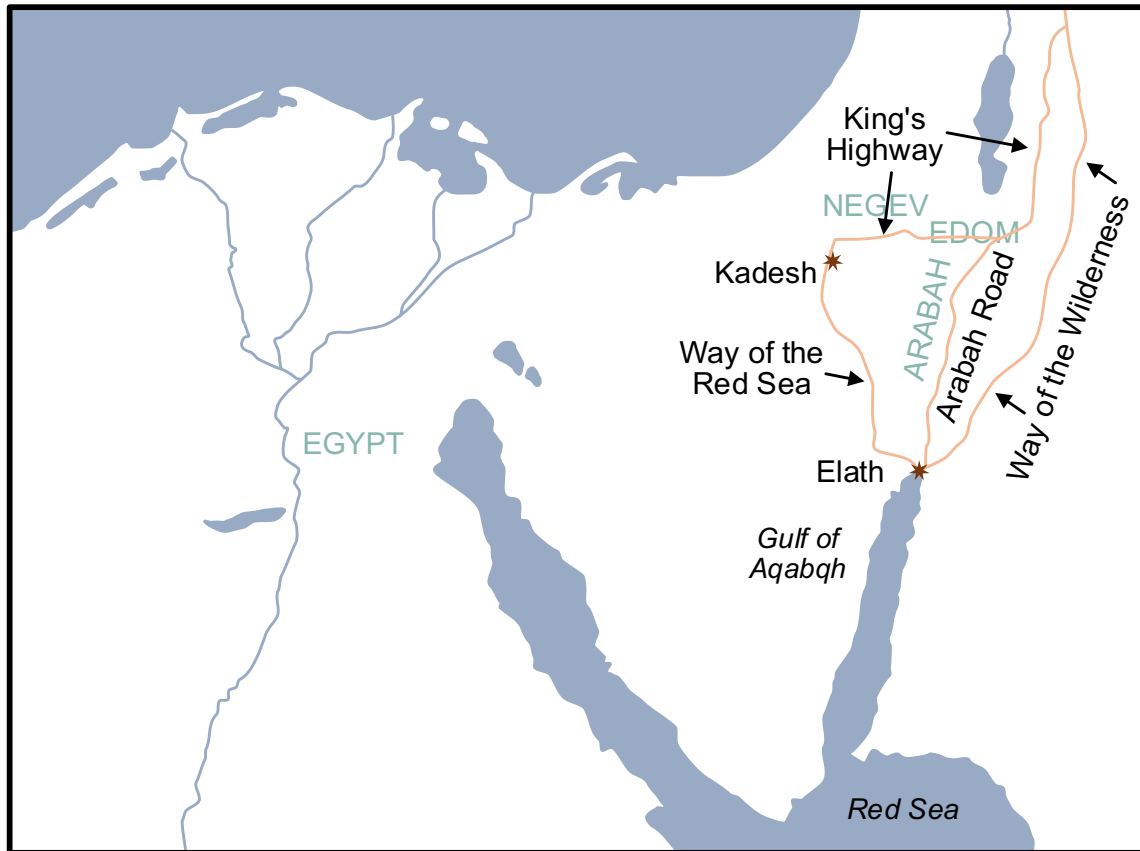 King's
Highway
NEGEV
EDOM
Kadesh
ARABAH
Arabah Road
Way of the Wilderness
Way of the
Red Sea
EGYPT
Elath
Gulf of
Aqabqh
Red Sea